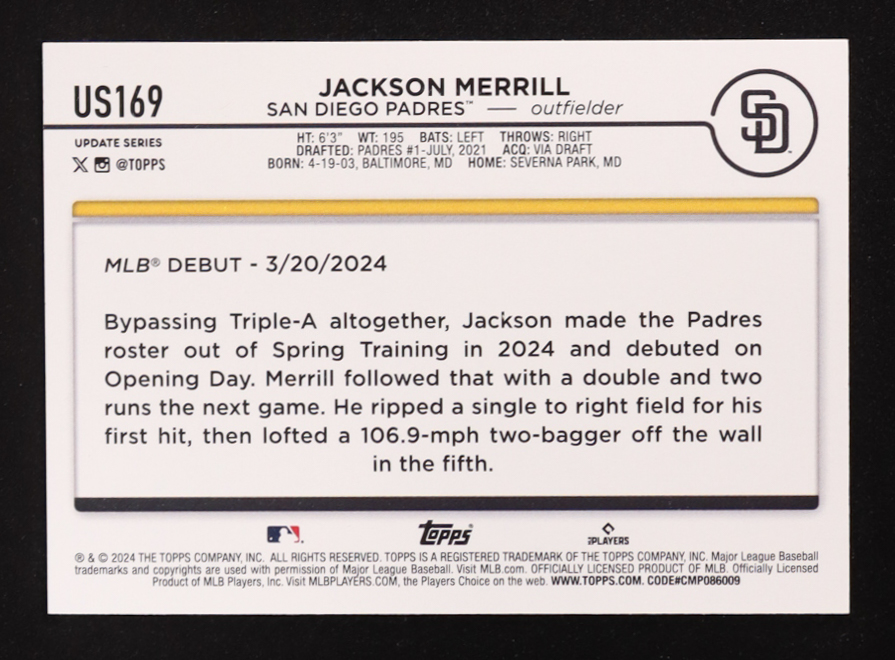 US169
JACKSON MERRILL
SAN DIEGO PADRES™ — outfielder
SD
UPDATE SERIES
@TOPPS
HT: 6'3" WT: 195 BATS: LEFT THROWS: RIGHT
DRAFTED: PADRES #1-JULY, 2021 ACQ: VIA DRAFT
BORN: 4-19-03, BALTIMORE, MD HOME: SEVERNA PARK, MD
MLB® DEBUT - 3/20/2024
Bypassing Triple-A altogether, Jackson made the Padres
roster out of Spring Training in 2024 and debuted on
Opening Day. Merrill followed that with a double and two
runs the next game. He ripped a single to right field for his
first hit, then lofted a 106.9-mph two-bagger off the wall
in the fifth.
Topps
PLAYERS
® & © 2024 THE TOPPS COMPANY, INC. ALL RIGHTS RESERVED. TOPPS IS A REGISTERED TRADEMARK OF THE TOPPS COMPANY, INC. Major League Baseball
trademarks and copyrights are used with permission of Major League Baseball. Visit MLB.com. OFFICIALLY LICENSED PRODUCT OF MLB. Officially Licensed
Product of MLB Players, Inc. Visit MLBPLAYERS.COM, the Players Choice on the web. WWW.TOPPS.COM. CODE#CMP086009